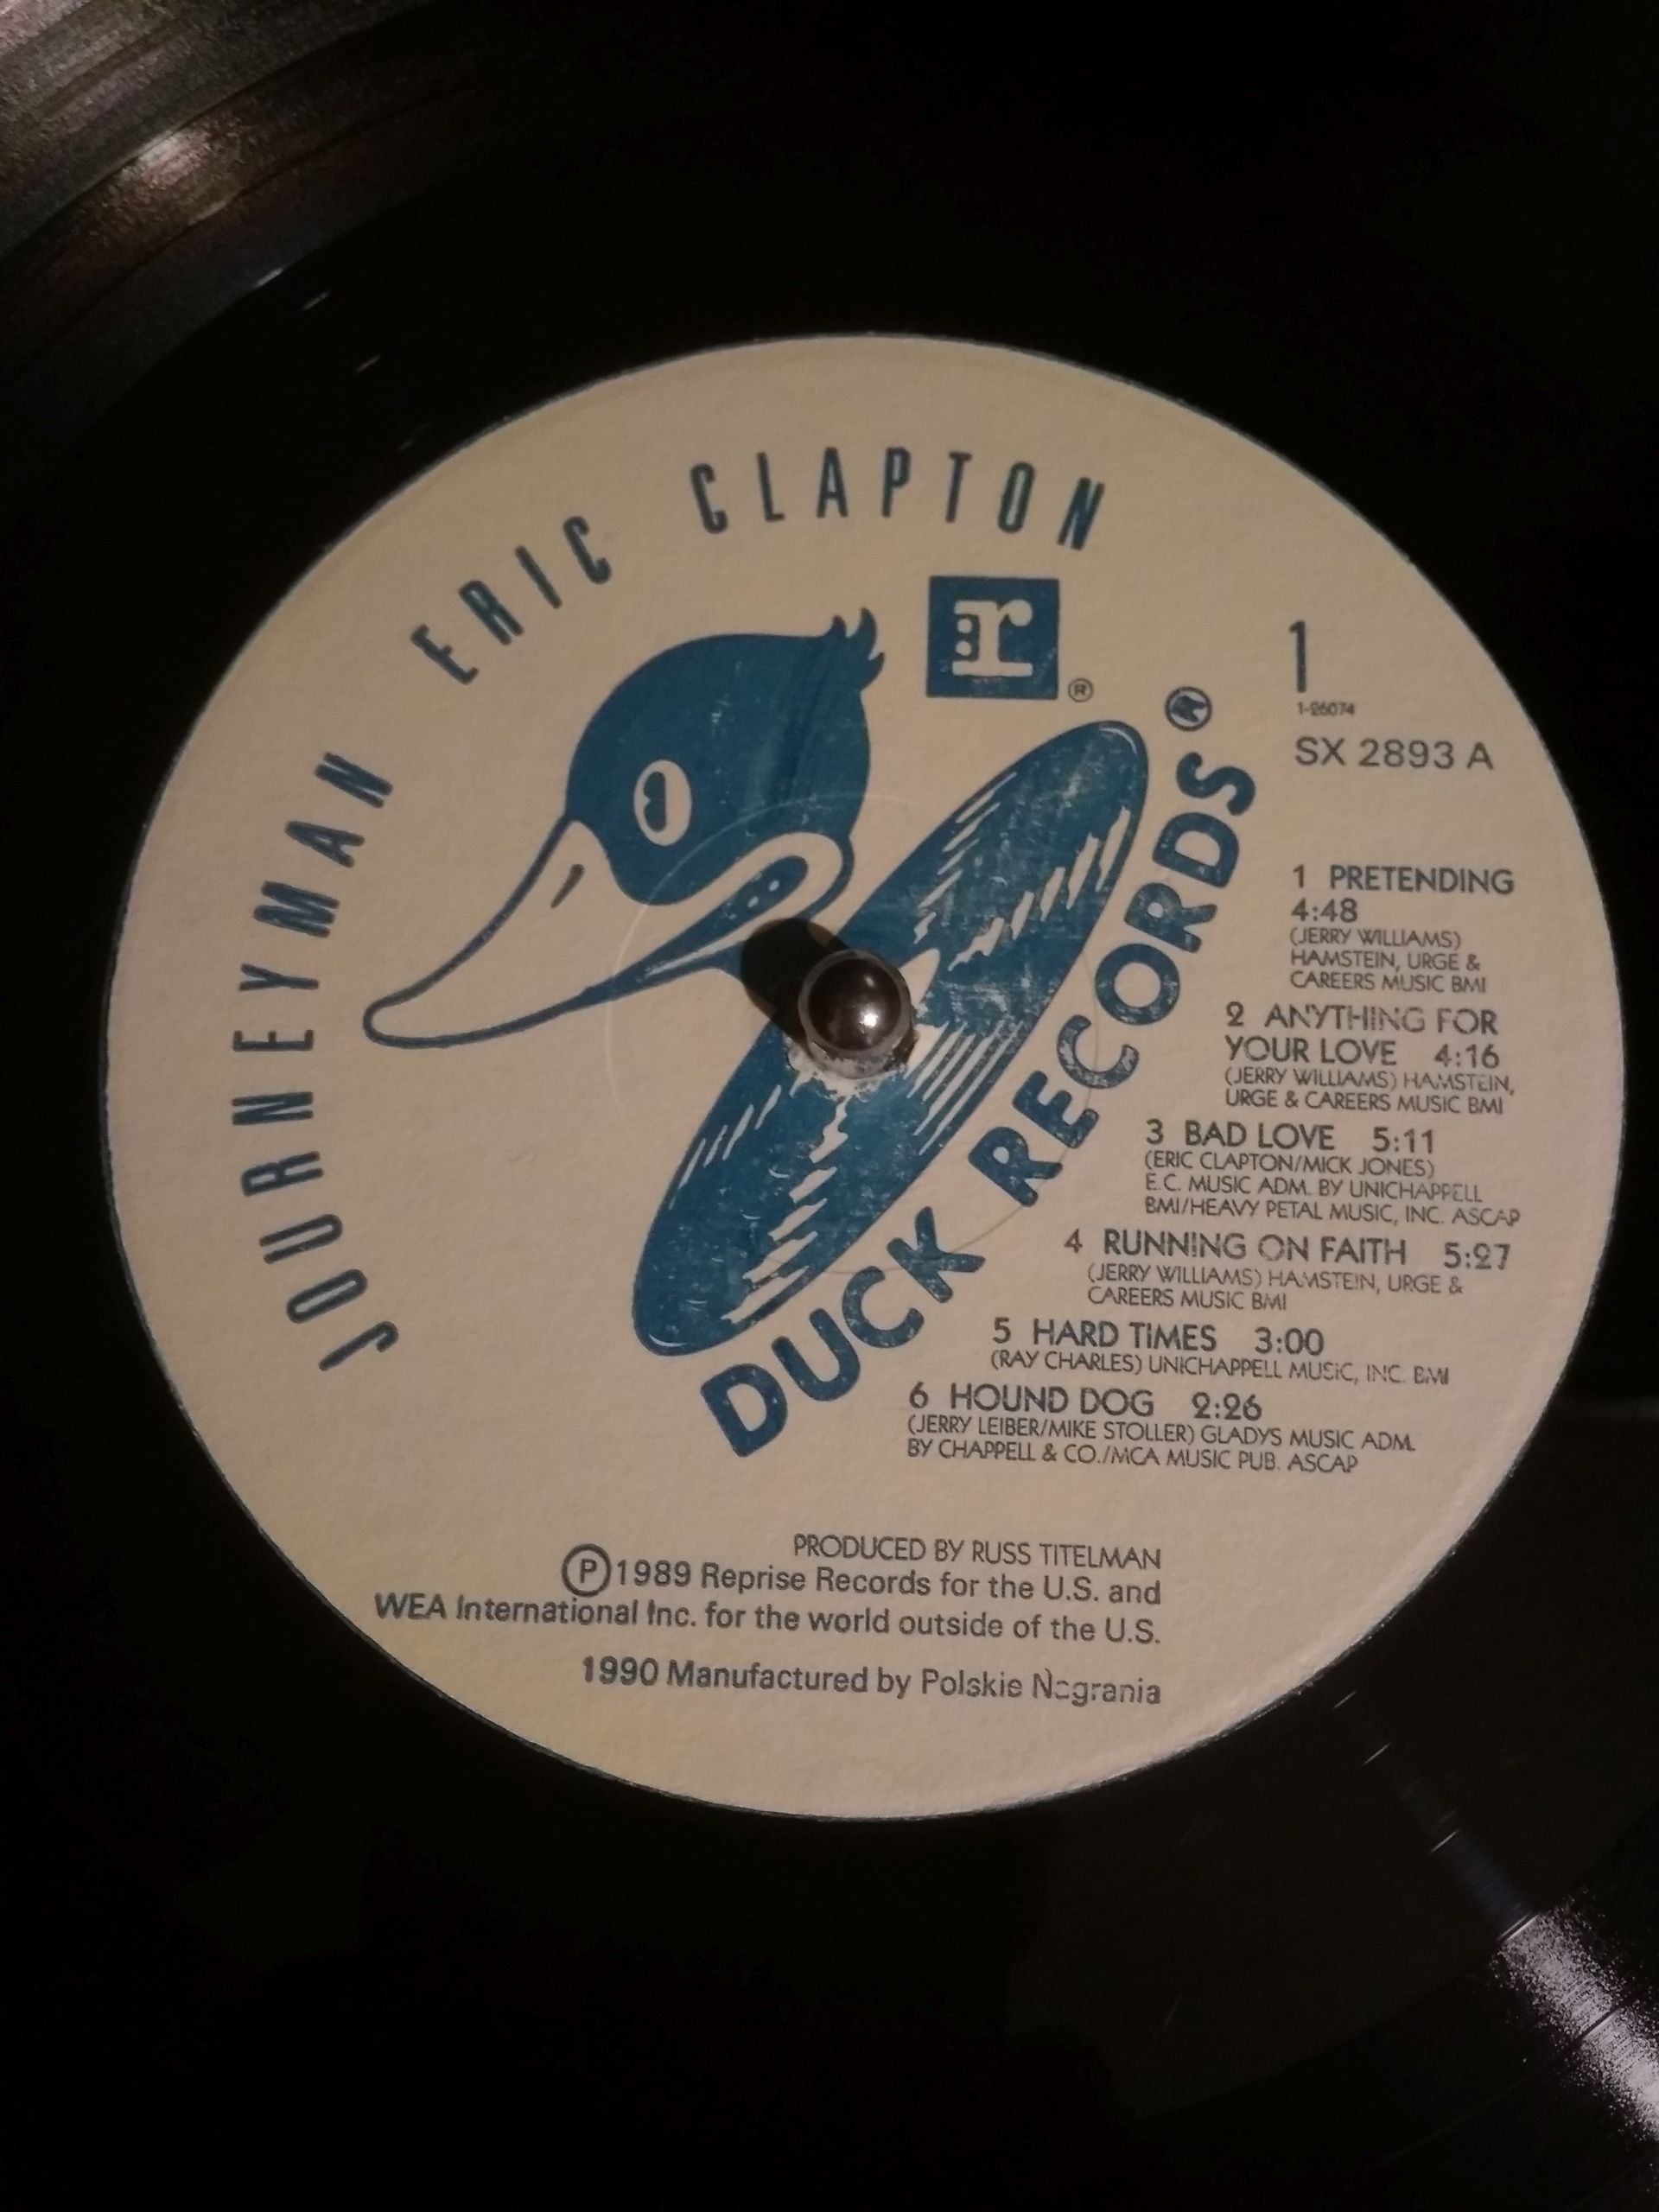 JOURNEYMAN ERIC CLAPTON
r
®
DUCK RECORDS®
1
1-26074
SX 2893 A
1 PRETENDING
4:48
(JERRY WILLIAMS)
HAMSTEIN, URGE &
CAREERS MUSIC BMI
2 ANYTHING FOR
YOUR LOVE 4:16
(JERRY WILLIAMS) HAMSTEIN,
URGE & CAREERS MUSIC BMI
3 BAD LOVE 5:11
(ERIC CLAPTON/MICK JONES)
E.C. MUSIC ADM. BY UNICHAPPELL
BMI/HEAVY PETAL MUSIC, INC. ASCAP
4 RUNNING ON FAITH 5:27
(JERRY WILLIAMS) HAMSTEIN, URGE &
CAREERS MUSIC BMI
5 HARD TIMES 3:00
(RAY CHARLES) UNICHAPPELL MUSIC, INC. BMI
6 HOUND DOG 2:26
(JERRY LEIBER/MIKE STOLLER) GLADYS MUSIC ADM.
BY CHAPPELL & CO./MCA MUSIC PUB. ASCAP
PRODUCED BY RUSS TITELMAN
℗1989 Reprise Records for the U.S. and
WEA International Inc. for the world outside of the U.S.
1990 Manufactured by Polskie Nagrania